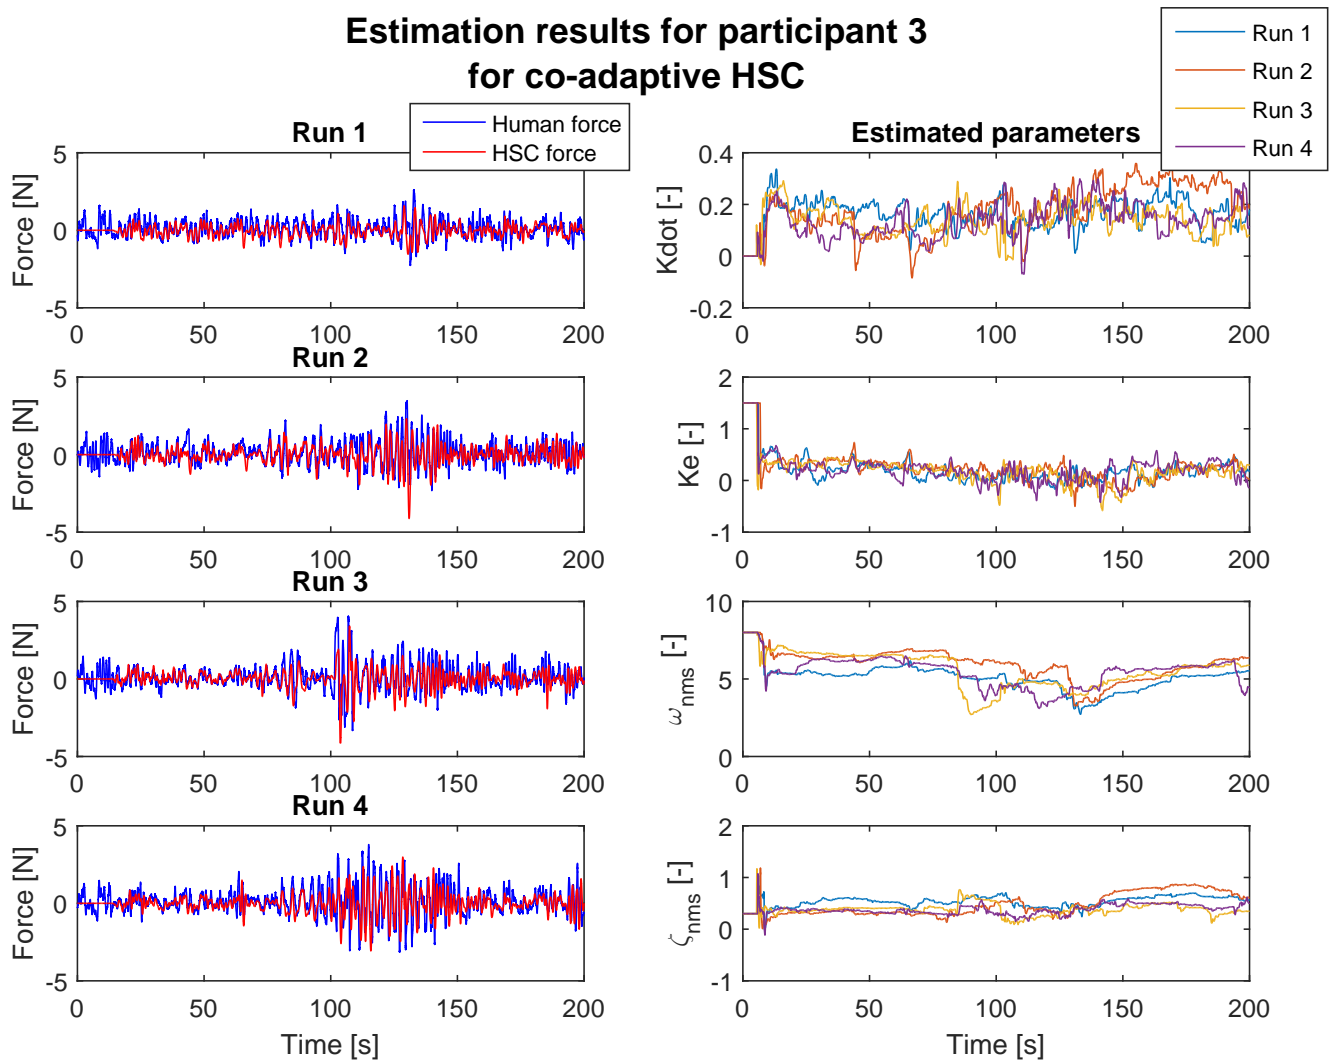 Estimation results for participant 3
for co-adaptive HSC
Run 1
Run 2
Run 3
Run 4
Run 1
Human force
HSC force
5
0
-5
Force [N]
0 50 100 150 200
Run 2
5
0
-5
Force [N]
0 50 100 150 200
Run 3
5
0
-5
Force [N]
0 50 100 150 200
Run 4
5
0
-5
Force [N]
0 50 100 150 200
Time [s]
Estimated parameters
0.4
0.2
0
-0.2
Kdot [-]
0 50 100 150 200
2
1
0
-1
Ke [-]
0 50 100 150 200
10
5
0
ω_nms [-]
0 50 100 150 200
2
1
0
-1
ζ_nms [-]
0 50 100 150 200
Time [s]